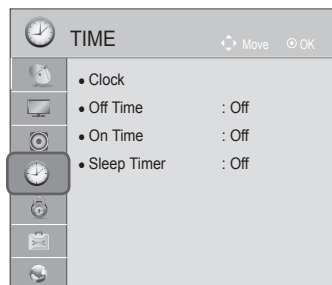 TIME Move OK
• Clock
• Off Time : Off
• On Time : Off
• Sleep Timer : Off